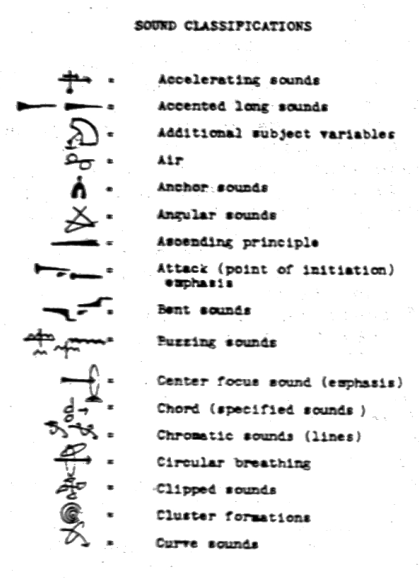 SOUND CLASSIFICATIONS
= Accelerating sounds
= Accented long sounds
= Additional subject variables
= Air
= Anchor sounds
= Angular sounds
= Ascending principle
= Attack (point of initiation)
emphasis
= Bent sounds
= Buzzing sounds
= Center focus sound (emphasis)
= Chord (specified sounds)
= Chromatic sounds (lines)
= Circular breathing
= Clipped sounds
= Cluster formations
= Curve sounds